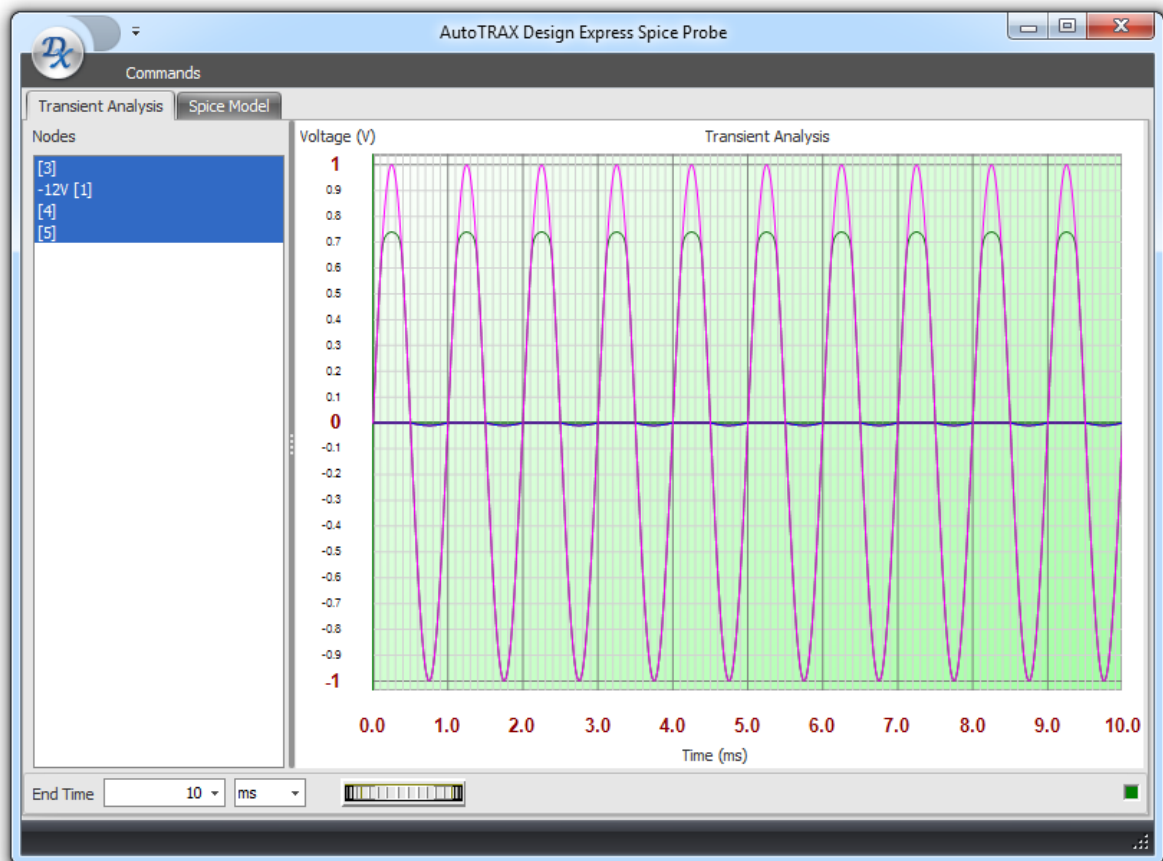 AutoTRAX Design Express Spice Probe
DX
Commands
Transient Analysis Spice Model
Nodes
[3]
-12V [1]
[4]
[5]
Voltage (V) Transient Analysis
1
0.9
0.8
0.7
0.6
0.5
0.4
0.3
0.2
0.1
0
-0.1
-0.2
-0.3
-0.4
-0.5
-0.6
-0.7
-0.8
-0.9
-1
0.0 1.0 2.0 3.0 4.0 5.0 6.0 7.0 8.0 9.0 10.0
Time (ms)
End Time 10 ms